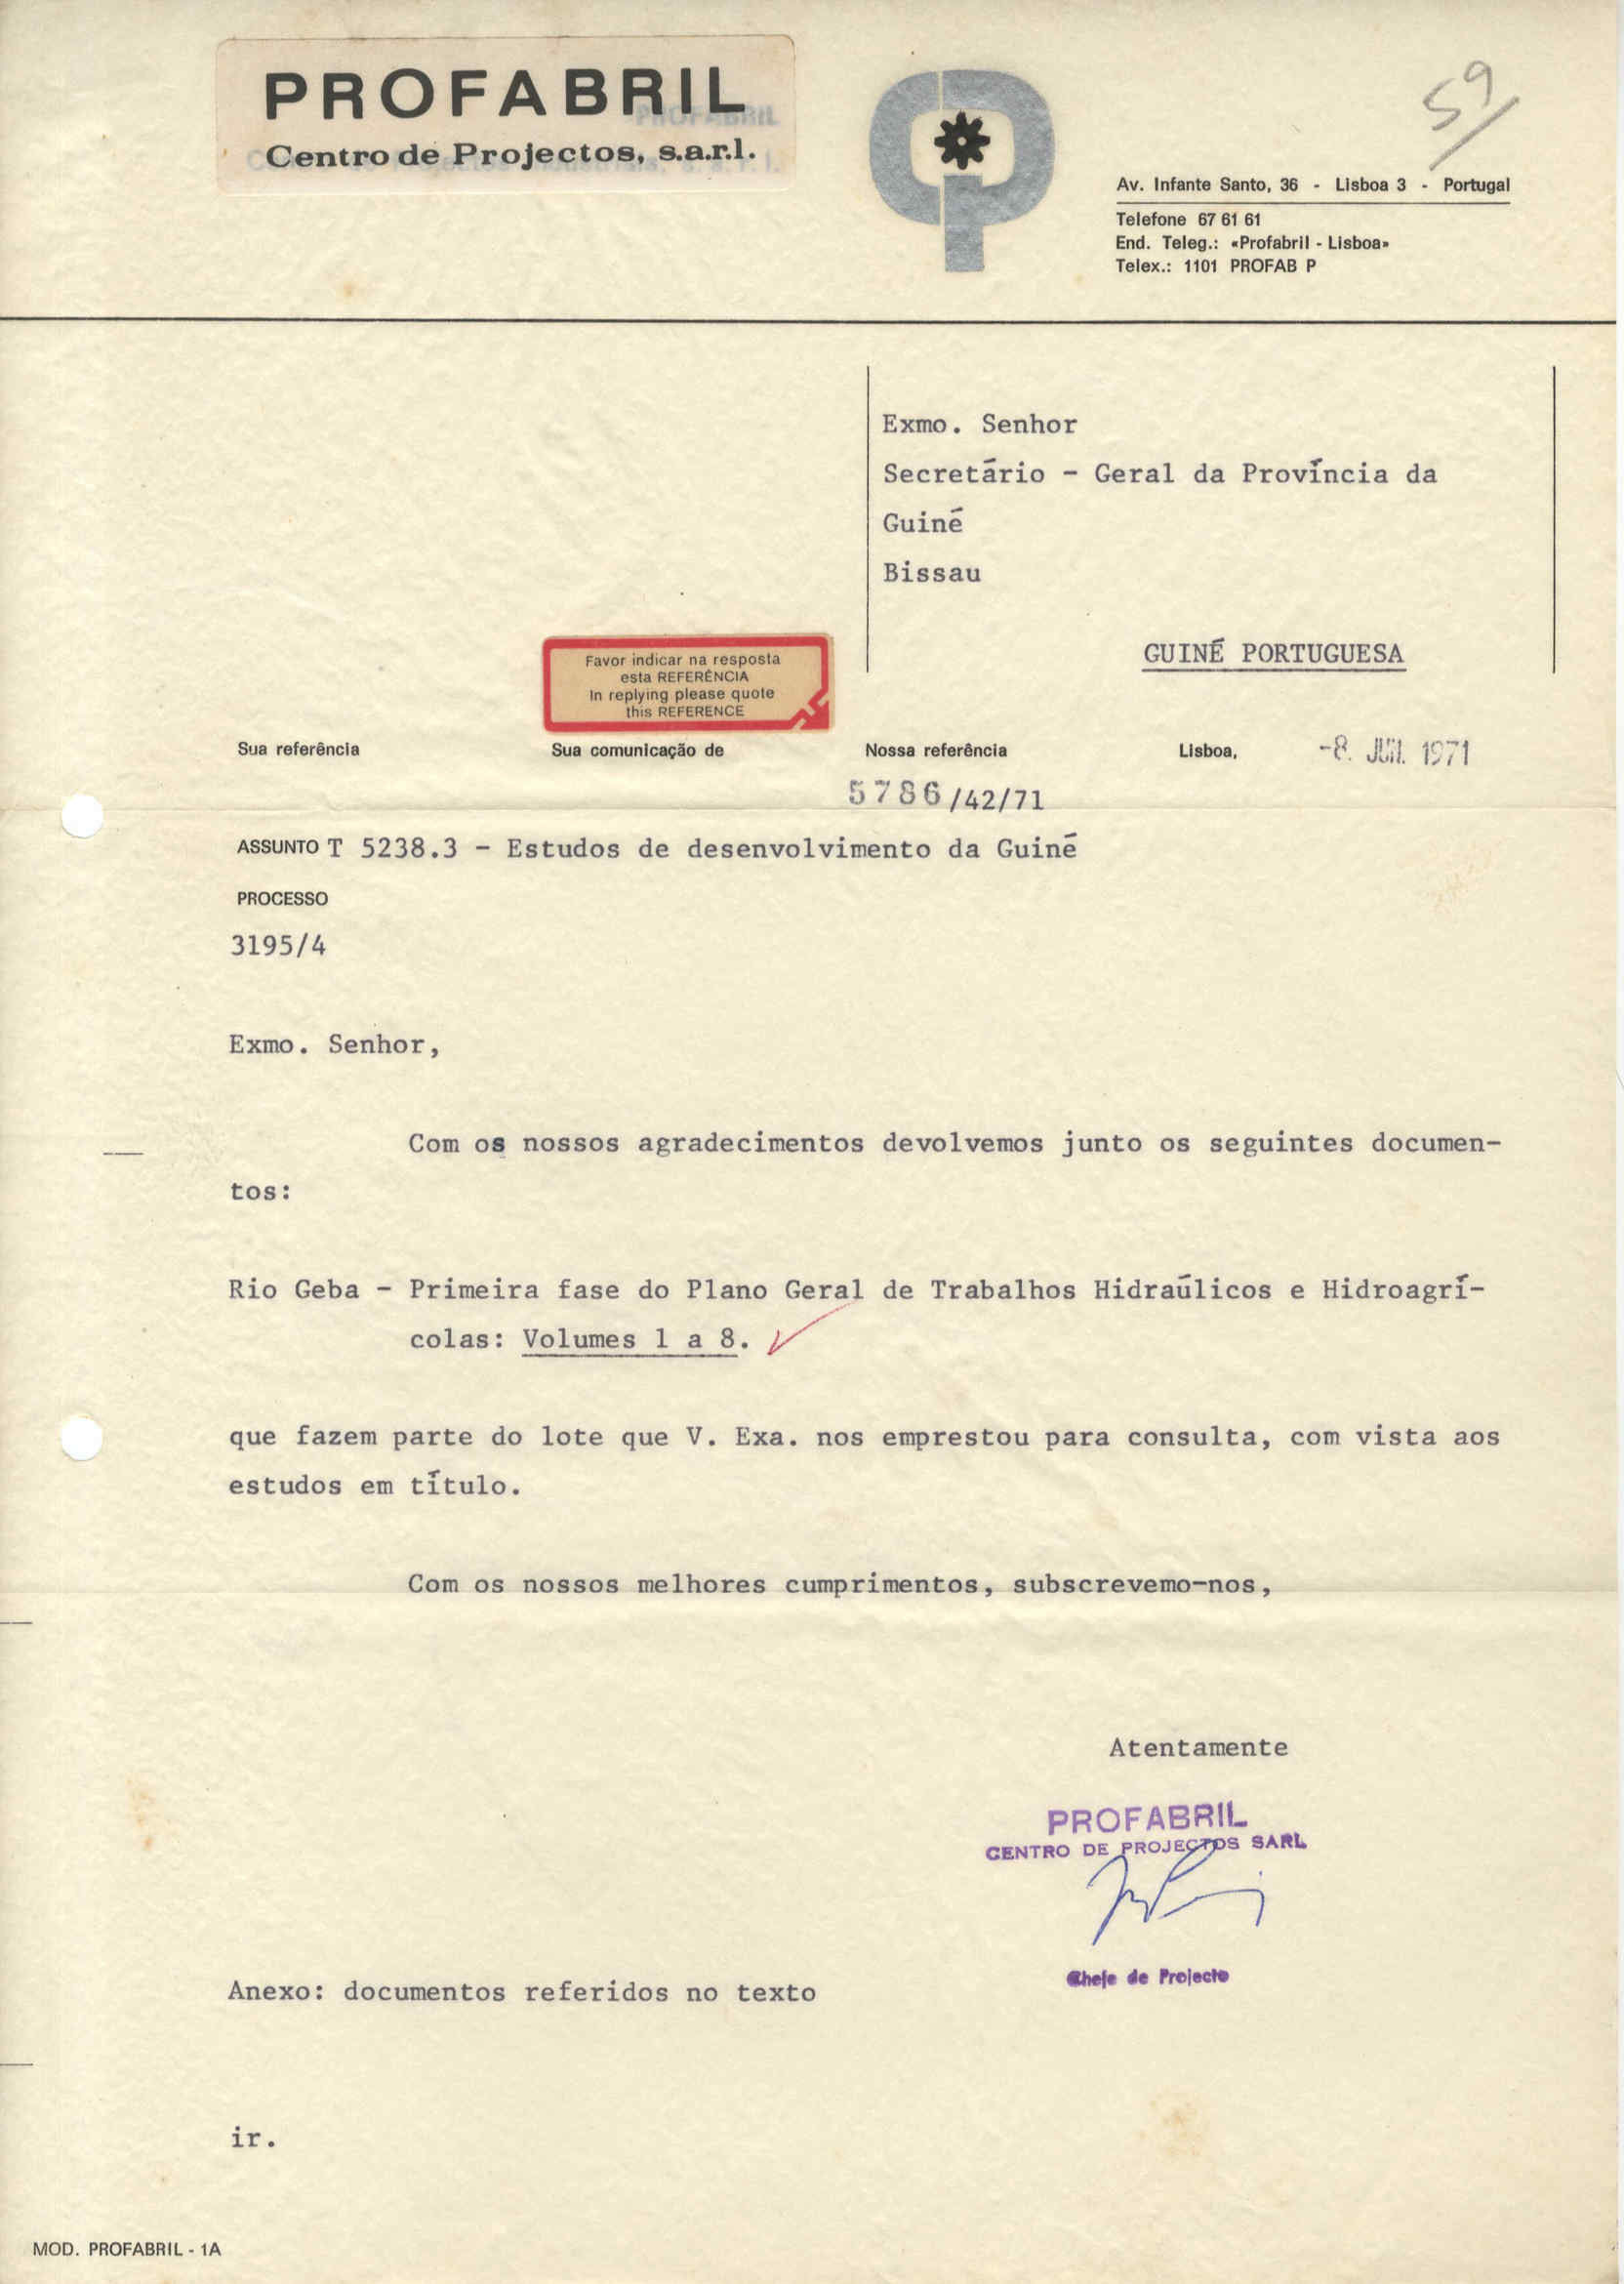 PROFABRIL
Centro de Projectos, s.a.r.l.
59
Av. Infante Santo, 36 - Lisboa 3 - Portugal
Telefone 67 61 61
End. Teleg.: «Profabril - Lisboa»
Telex.: 1101 PROFAB P
Exmo. Senhor
Secretário - Geral da Província da
Guiné
Bissau
GUINÉ PORTUGUESA
Favor indicar na resposta
esta REFERÊNCIA
In replying please quote
this REFERENCE
Sua referência Sua comunicação de Nossa referência Lisboa, -8. 1971
5786/42/71
ASSUNTO T 5238.3 - Estudos de desenvolvimento da Guiné
PROCESSO
3195/4
Exmo. Senhor,
Com os nossos agradecimentos devolvemos junto os seguintes documen-
tos:
Rio Geba - Primeira fase do Plano Geral de Trabalhos Hidraúlicos e Hidroagrí-
colas: Volumes 1 a 8.
que fazem parte do lote que V. Exa. nos emprestou para consulta, com vista aos
estudos em título.
Com os nossos melhores cumprimentos, subscrevemo-nos,
Atentamente
PROFABRIL
CENTRO DE PROJECTOS SARL
Chefe de Projecto
Anexo: documentos referidos no texto
ir.
MOD. PROFABRIL - 1A